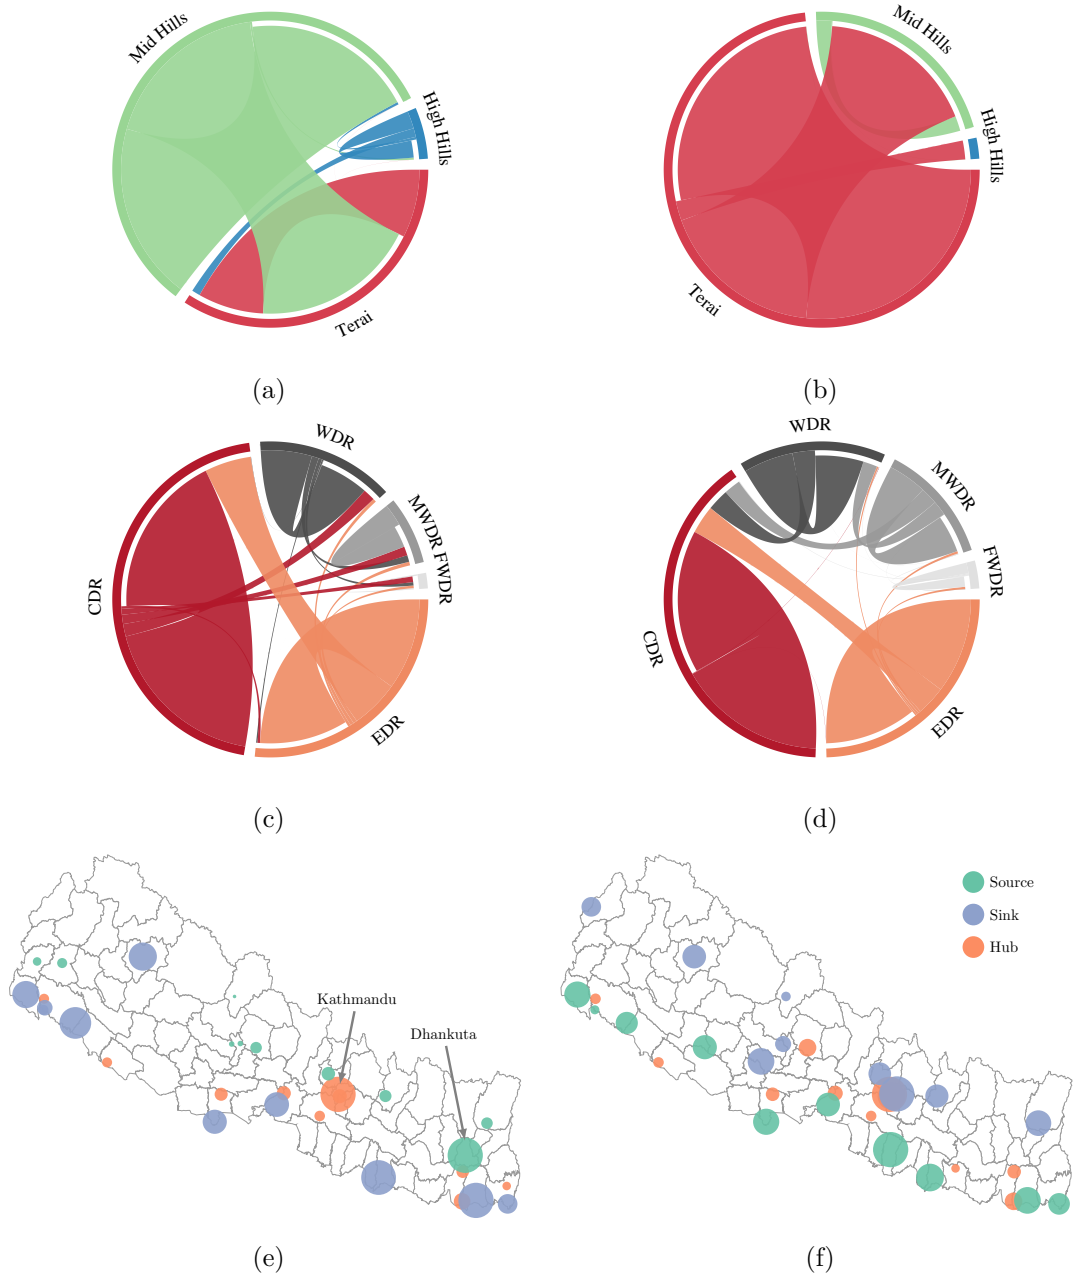 Mid Hills
High Hills
Terai
Mid Hills
High Hills
Terai
(a)
(b)
WDR
MWDR
FWDR
CDR
EDR
WDR
MWDR
FWDR
CDR
EDR
(c)
(d)
Kathmandu
Dhankuta
Source
Sink
Hub
(e)
(f)